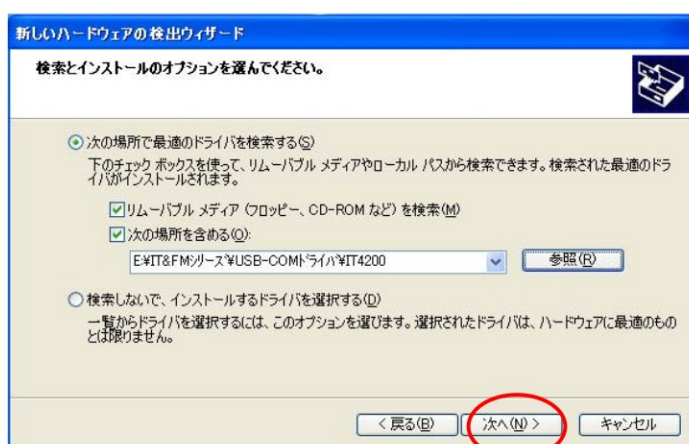 新しいハードウェアの検出ウィザード
検索とインストールのオプションを選んでください。
次の場所で最適のドライバを検索する(S)
下のチェック ボックスを使って、リムーバブル メディアやローカル パスから検索できます。検索された最適のドラ
イバがインストールされます。
リムーバブル メディア (フロッピー、CD-ROM など) を検索(M)
次の場所を含める(O):
E:¥IT&FMシリーズ¥USB-COMドライバ¥IT4200
参照(R)
検索しないで、インストールするドライバを選択する(D)
一覧からドライバを選択するには、このオプションを選びます。選択されたドライバは、ハードウェアに最適のもの
とは限りません。
< 戻る(B)
次へ(N) >
キャンセル